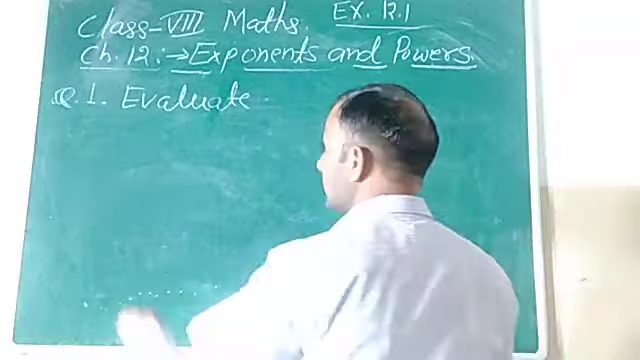 Class-VIII Maths. Ex. 12.1
Ch. 12 :→ Exponents and Powers.
Q. 1. Evaluate.